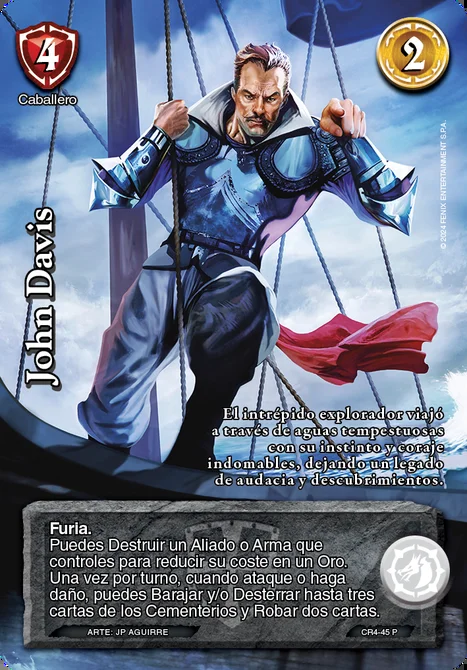 4
2
Caballero
© 2024 FENIX ENTERTAINMENT S.P.A.
John Davis
El intrépido explorador viajó
a través de aguas tempestuosas
con su instinto y coraje
indomables, dejando un legado
de audacia y descubrimientos.
Furia.
Puedes Destruir un Aliado o Arma que
controles para reducir su coste en un Oro.
Una vez por turno, cuando ataque o haga
daño, puedes Barajar y/o Desterrar hasta tres
cartas de los Cementerios y Robar dos cartas.
ARTE: JP AGUIRRE
CR4-45 P